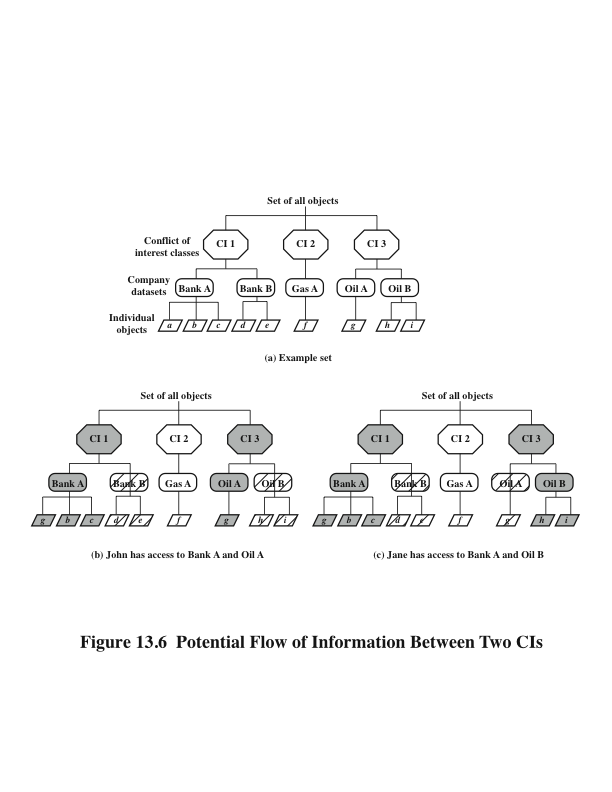 Set of all objects
Conflict of
interest classes
CI 1
CI 2
CI 3
Company
datasets
Bank A
Bank B
Gas A
Oil A
Oil B
Individual
objects
a
b
c
d
e
f
g
h
i
(a) Example set
Set of all objects
CI 1
CI 2
CI 3
Bank A
Bank B
Gas A
Oil A
Oil B
g
b
c
d
e
f
g
h
i
(b) John has access to Bank A and Oil A
Set of all objects
CI 1
CI 2
CI 3
Bank A
Bank B
Gas A
Oil A
Oil B
g
b
c
d
e
f
g
h
i
(c) Jane has access to Bank A and Oil B
Figure 13.6 Potential Flow of Information Between Two CIs